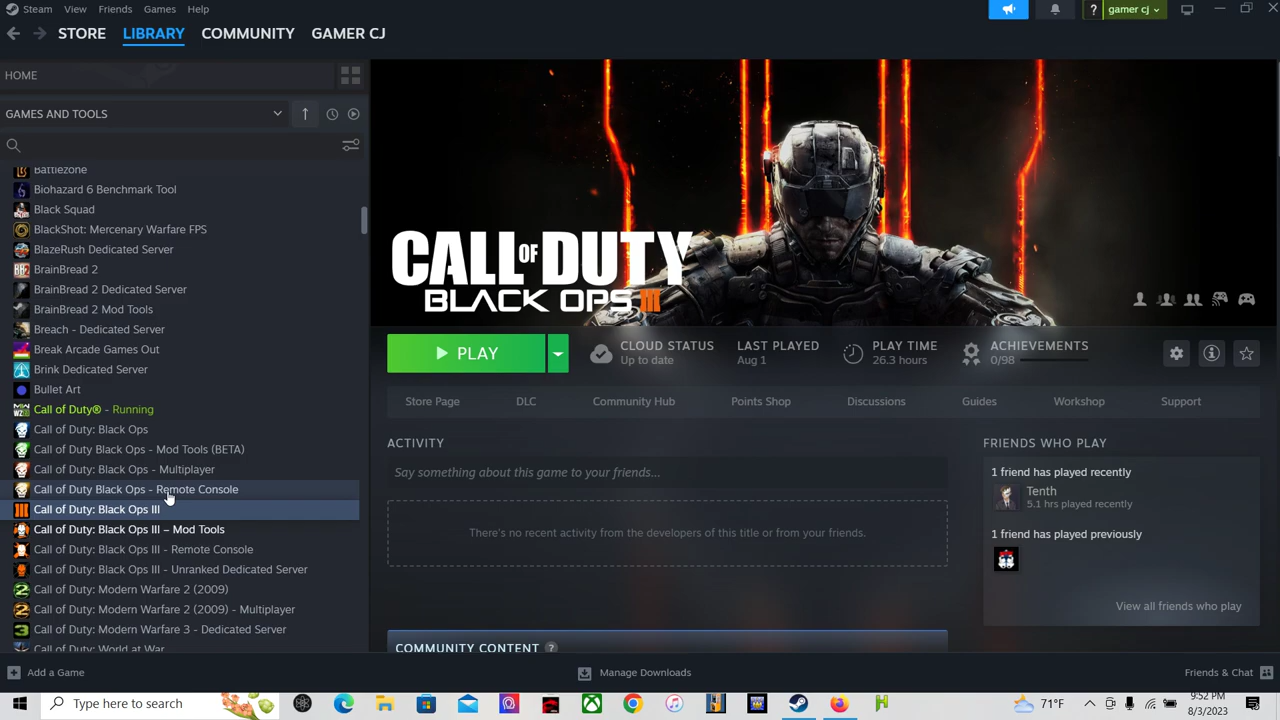 Steam View Friends Games Help
? gamer cj
STORE LIBRARY COMMUNITY GAMER CJ
HOME
GAMES AND TOOLS
Battlezone
Biohazard 6 Benchmark Tool
Black Squad
BlackShot: Mercenary Warfare FPS
BlazeRush Dedicated Server
BrainBread 2
BrainBread 2 Dedicated Server
BrainBread 2 Mod Tools
Breach - Dedicated Server
Break Arcade Games Out
Brink Dedicated Server
Bullet Art
Call of Duty® - Running
Call of Duty: Black Ops
Call of Duty Black Ops - Mod Tools (BETA)
Call of Duty: Black Ops - Multiplayer
Call of Duty Black Ops - Remote Console
Call of Duty: Black Ops III
Call of Duty: Black Ops III – Mod Tools
Call of Duty: Black Ops III - Remote Console
Call of Duty: Black Ops III - Unranked Dedicated Server
Call of Duty: Modern Warfare 2 (2009)
Call of Duty: Modern Warfare 2 (2009) - Multiplayer
Call of Duty: Modern Warfare 3 - Dedicated Server
Call of Duty: World at War
Add a Game
CALL OF DUTY
BLACK OPS III
PLAY
CLOUD STATUS
Up to date
LAST PLAYED
Aug 1
PLAY TIME
26.3 hours
ACHIEVEMENTS
0/98
Store Page DLC Community Hub Points Shop Discussions Guides Workshop Support
ACTIVITY
Say something about this game to your friends...
There's no recent activity from the developers of this title or from your friends.
COMMUNITY CONTENT ?
FRIENDS WHO PLAY
1 friend has played recently
Tenth
5.1 hrs played recently
1 friend has played previously
View all friends who play
Manage Downloads
Friends & Chat
Type here to search
71°F
9:52 PM
8/3/2023